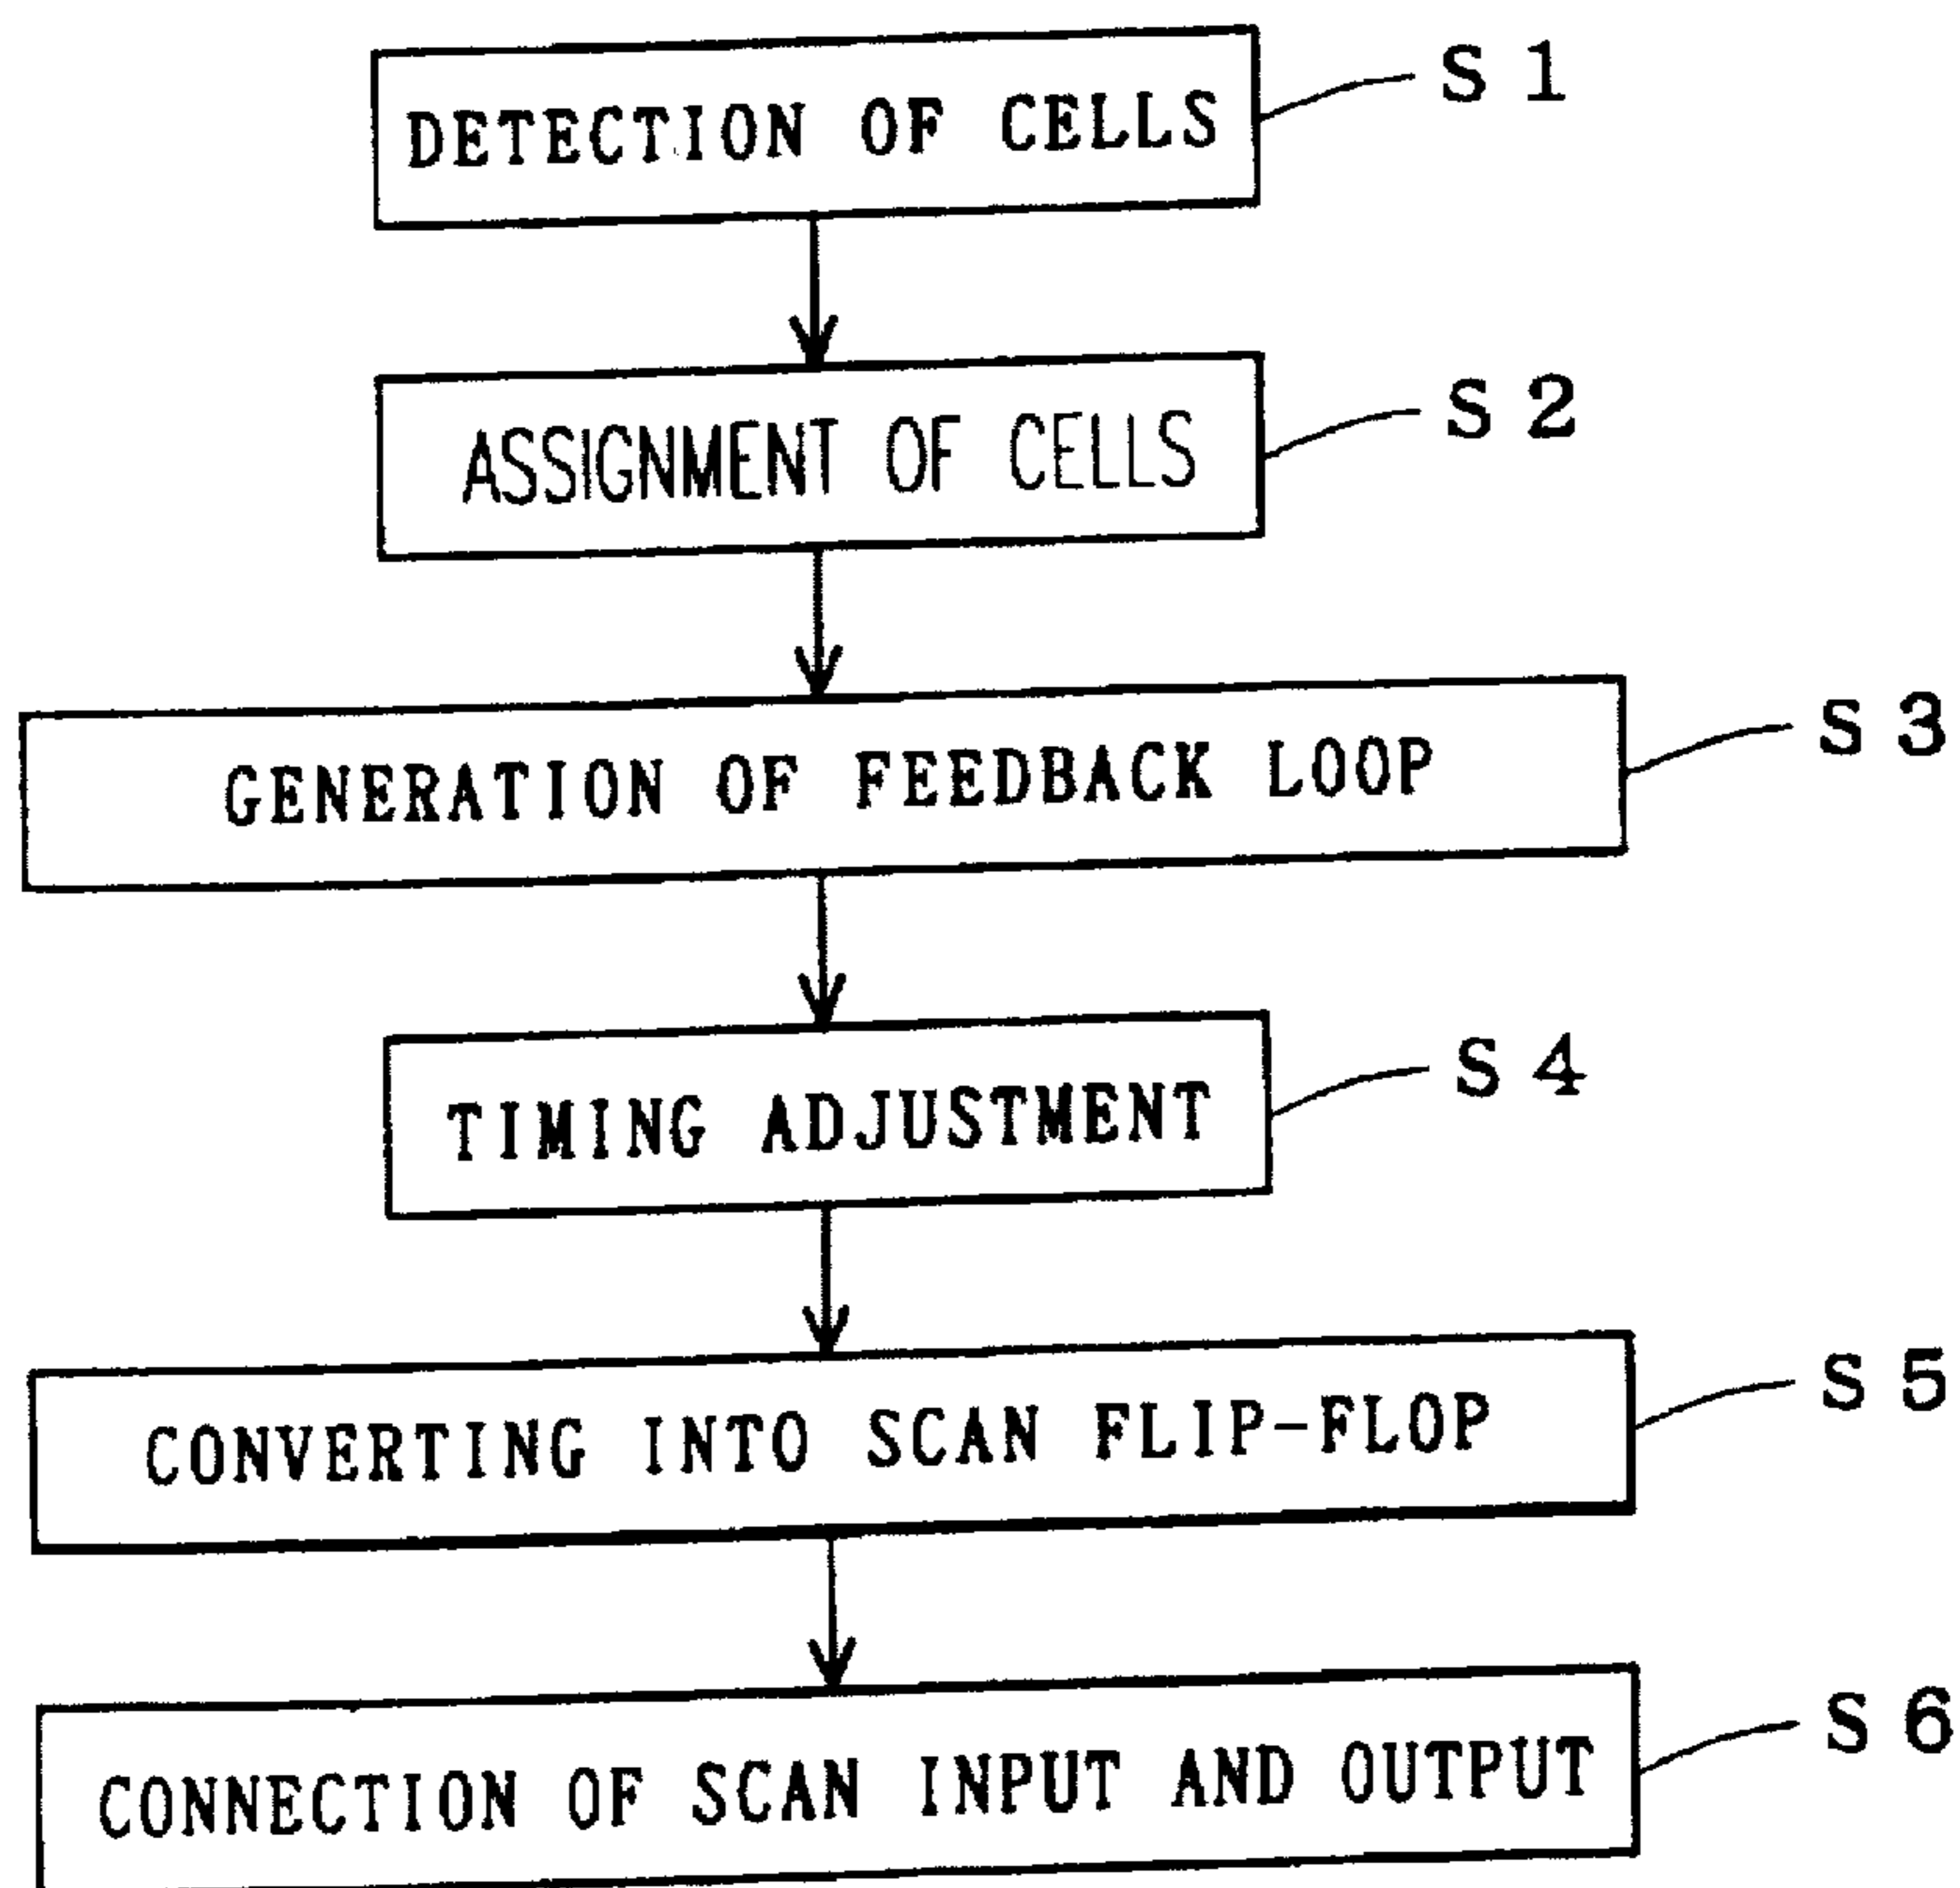 DETECTION OF CELLS
S 1
ASSIGNMENT OF CELLS
S 2
GENERATION OF FEEDBACK LOOP
S 3
TIMING ADJUSTMENT
S 4
CONVERTING INTO SCAN FLIP-FLOP
S 5
CONNECTION OF SCAN INPUT AND OUTPUT
S 6